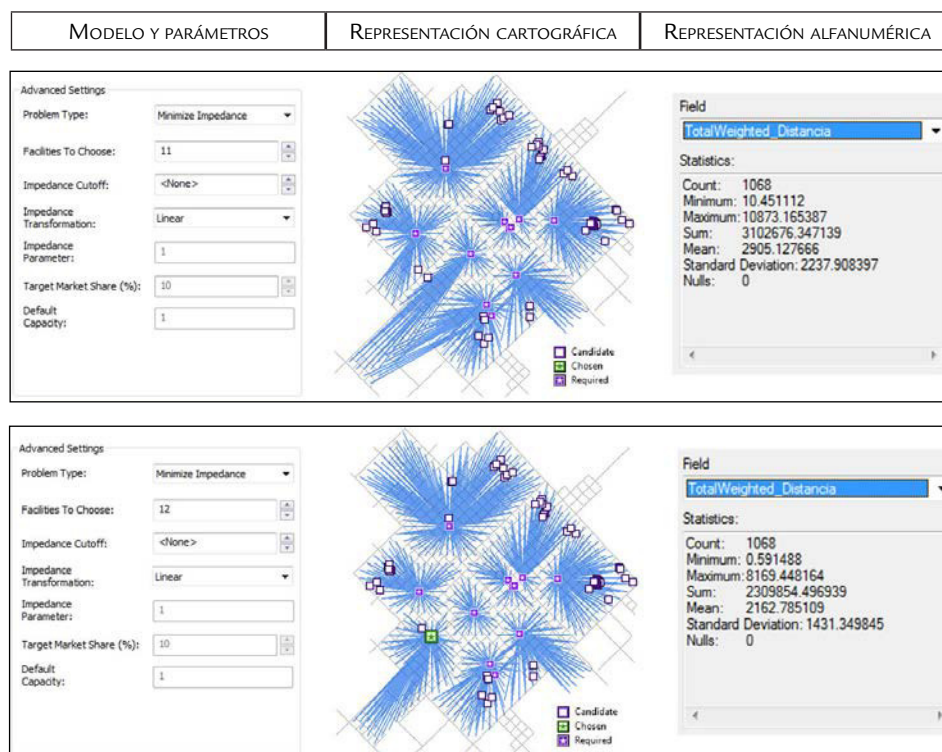 MODELO Y PARÁMETROS
REPRESENTACIÓN CARTOGRÁFICA
REPRESENTACIÓN ALFANUMÉRICA
Advanced Settings
Problem Type: Minimize Impedance
Facilities To Choose: 11
Impedance Cutoff: <None>
Impedance
Transformation: Linear
Impedance
Parameter: 1
Target Market Share (%): 10
Default
Capacity: 1
Candidate
Chosen
Required
Field
TotalWeighted_Distancia
Statistics:
Count: 1068
Minimum: 10.451112
Maximum: 10873.165387
Sum: 3102676.347139
Mean: 2905.127666
Standard Deviation: 2237.908397
Nulls: 0
Advanced Settings
Problem Type: Minimize Impedance
Facilities To Choose: 12
Impedance Cutoff: <None>
Impedance
Transformation: Linear
Impedance
Parameter: 1
Target Market Share (%): 10
Default
Capacity: 1
Candidate
Chosen
Required
Field
TotalWeighted_Distancia
Statistics:
Count: 1068
Minimum: 0.591488
Maximum: 8169.448164
Sum: 2309854.496939
Mean: 2162.785109
Standard Deviation: 1431.349845
Nulls: 0